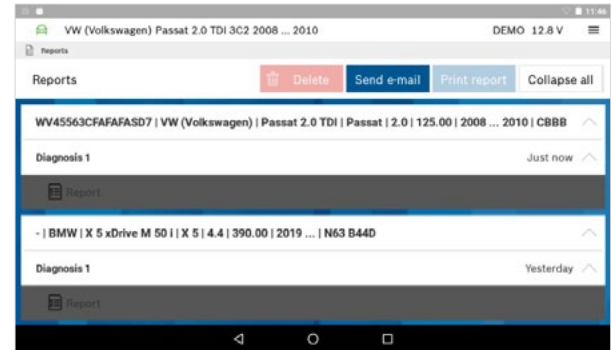 11:46
VW (Volkswagen) Passat 2.0 TDI 3C2 2008 ... 2010 DEMO 12.8 V
Reports
Reports Delete Send e-mail Print report Collapse all
WV45563CFAFAFASD7 | VW (Volkswagen) | Passat 2.0 TDI | Passat | 2.0 | 125.00 | 2008 ... 2010 | CBBB
Diagnosis 1 Just now
Report
- | BMW | X 5 xDrive M 50 i | X 5 | 4.4 | 390.00 | 2019 ... | N63 B44D
Diagnosis 1 Yesterday
Report